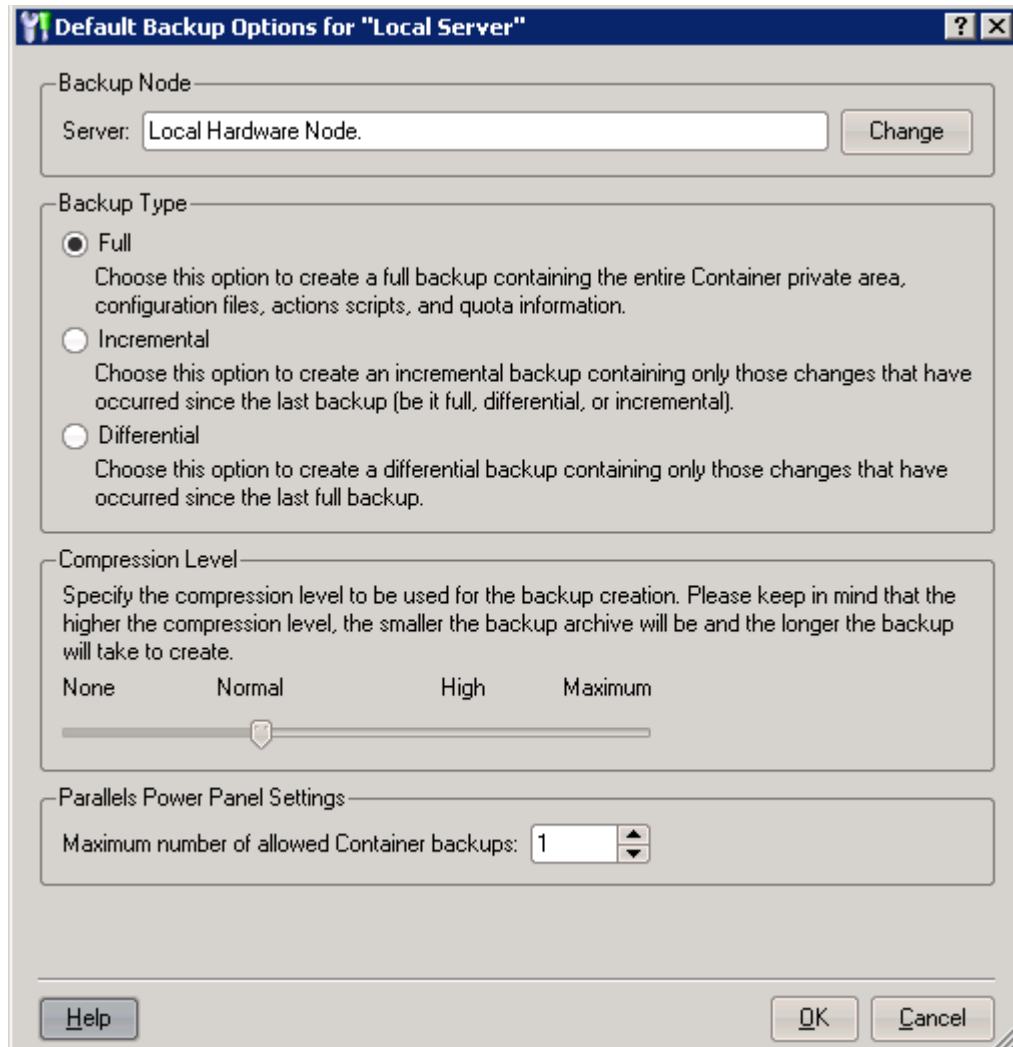 Default Backup Options for "Local Server"
Backup Node
Server: Local Hardware Node. Change
Backup Type
Full
Choose this option to create a full backup containing the entire Container private area,
configuration files, actions scripts, and quota information.
Incremental
Choose this option to create an incremental backup containing only those changes that have
occurred since the last backup (be it full, differential, or incremental).
Differential
Choose this option to create a differential backup containing only those changes that have
occurred since the last full backup.
Compression Level
Specify the compression level to be used for the backup creation. Please keep in mind that the
higher the compression level, the smaller the backup archive will be and the longer the backup
will take to create.
None Normal High Maximum
Parallels Power Panel Settings
Maximum number of allowed Container backups: 1
Help OK Cancel